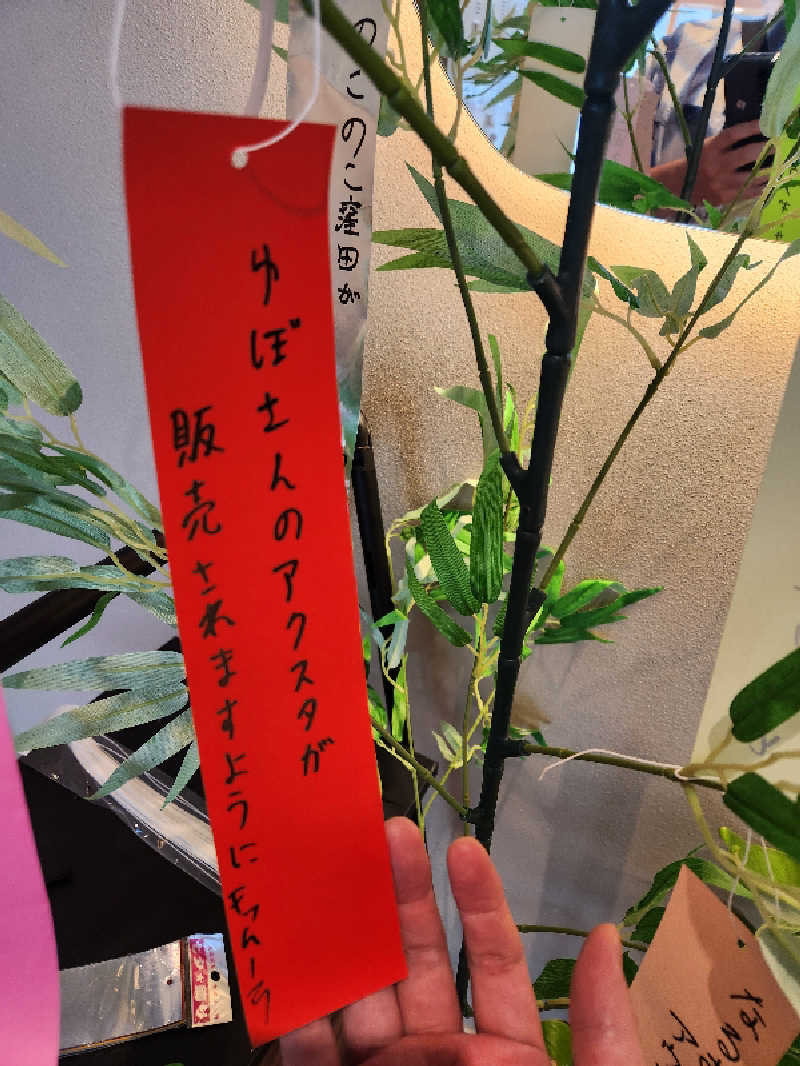 ゆぼさんのアクスタが
販売されますように
のこのこ窪田が